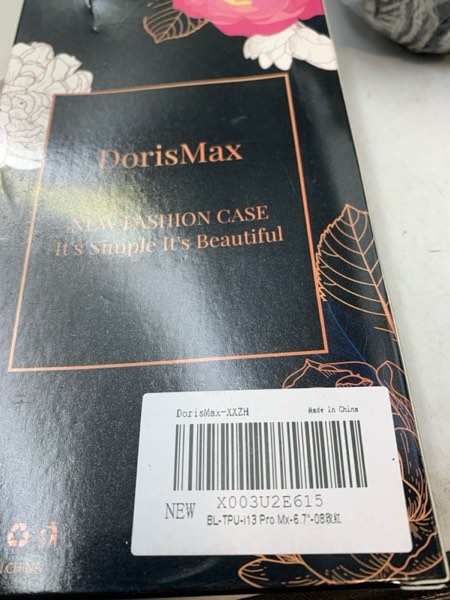 DorisMax
NEW FASHION CASE
It's Simple It's Beautiful
DorisMax-XXZH Made in China
NEW X003U2E615
BL-TPU-i13 Pro Mx-6.7"-08玫红
CHINA